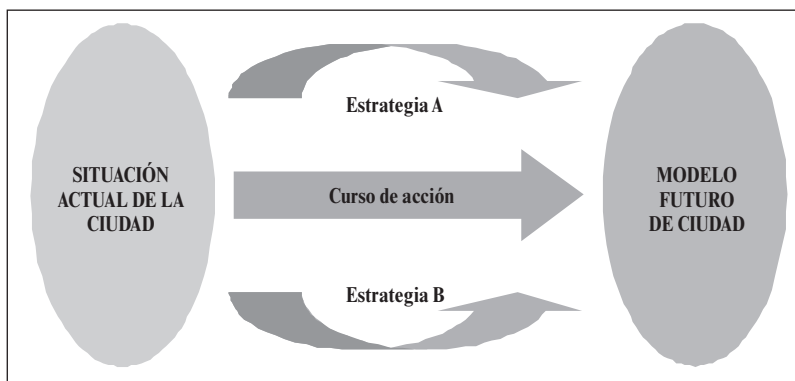 SITUACIÓN
ACTUAL DE LA
CIUDAD
Estrategia A
Curso de acción
Estrategia B
MODELO
FUTURO
DE CIUDAD